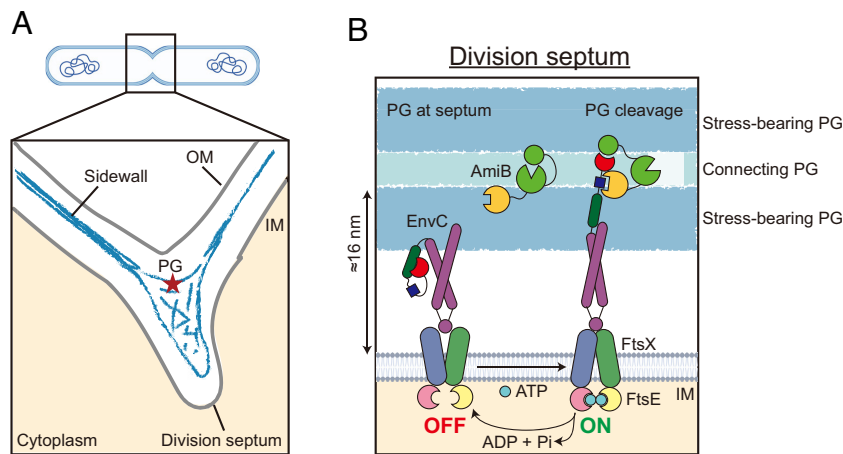 A
OM
Sidewall
IM
PG
Cytoplasm
Division septum
B
Division septum
PG at septum
PG cleavage
Stress-bearing PG
AmiB
Connecting PG
Stress-bearing PG
EnvC
≈16 nm
FtsX
ATP
FtsE
IM
OFF
ON
ADP + Pi